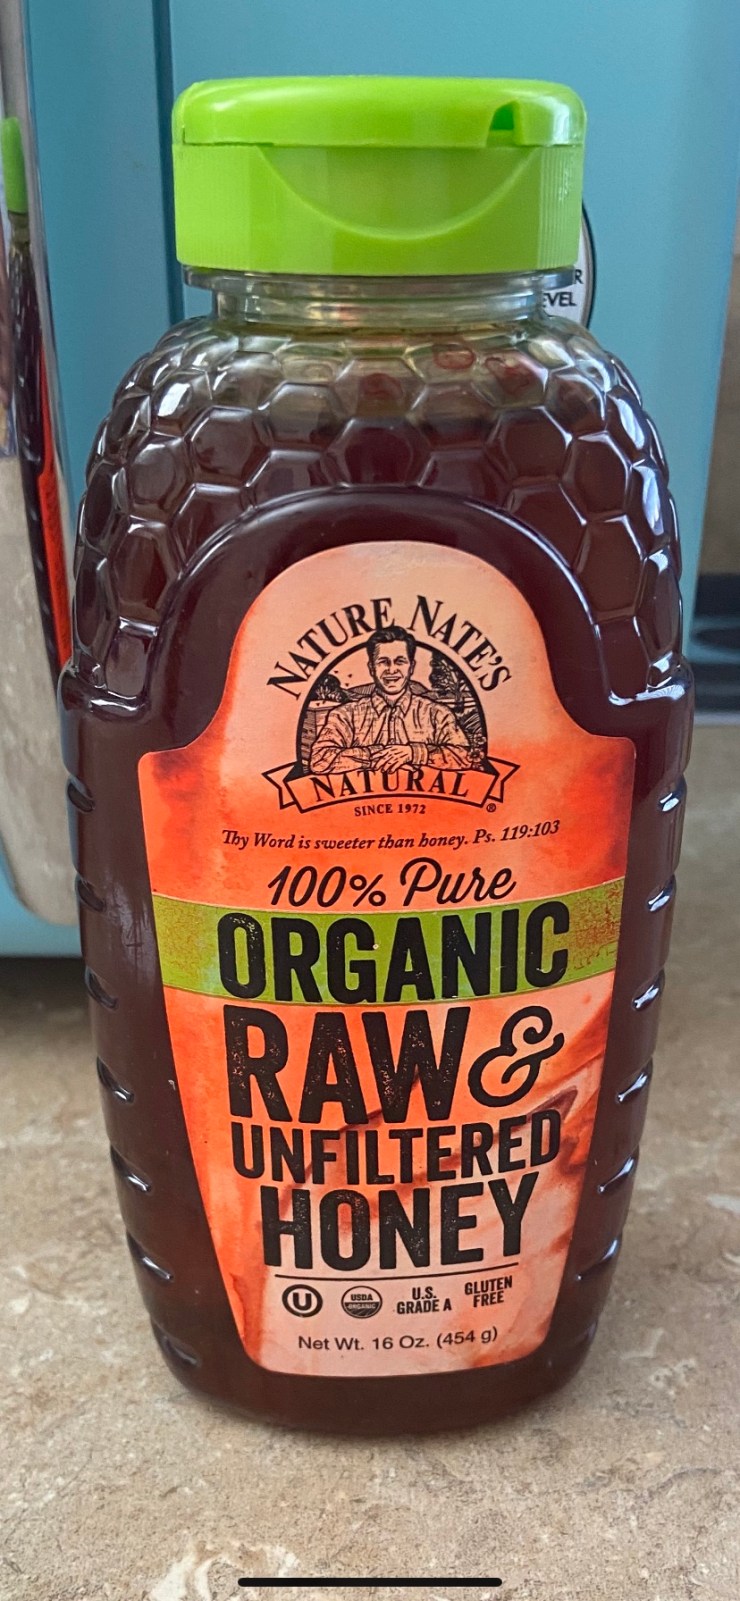 R
EVEL
NATURE NATE'S
NATURAL
®
SINCE 1972
Thy Word is sweeter than honey. Ps. 119:103
100% Pure
ORGANIC
RAW &
UNFILTERED
HONEY
U
USDA
ORGANIC
U.S.
GRADE A
GLUTEN
FREE
Net Wt. 16 Oz. (454 g)